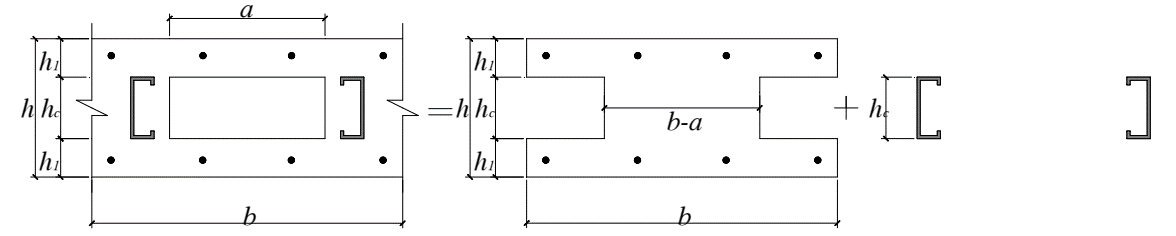 a
h1 h1
h hc = h hc b-a + hc
h1 h1
b b